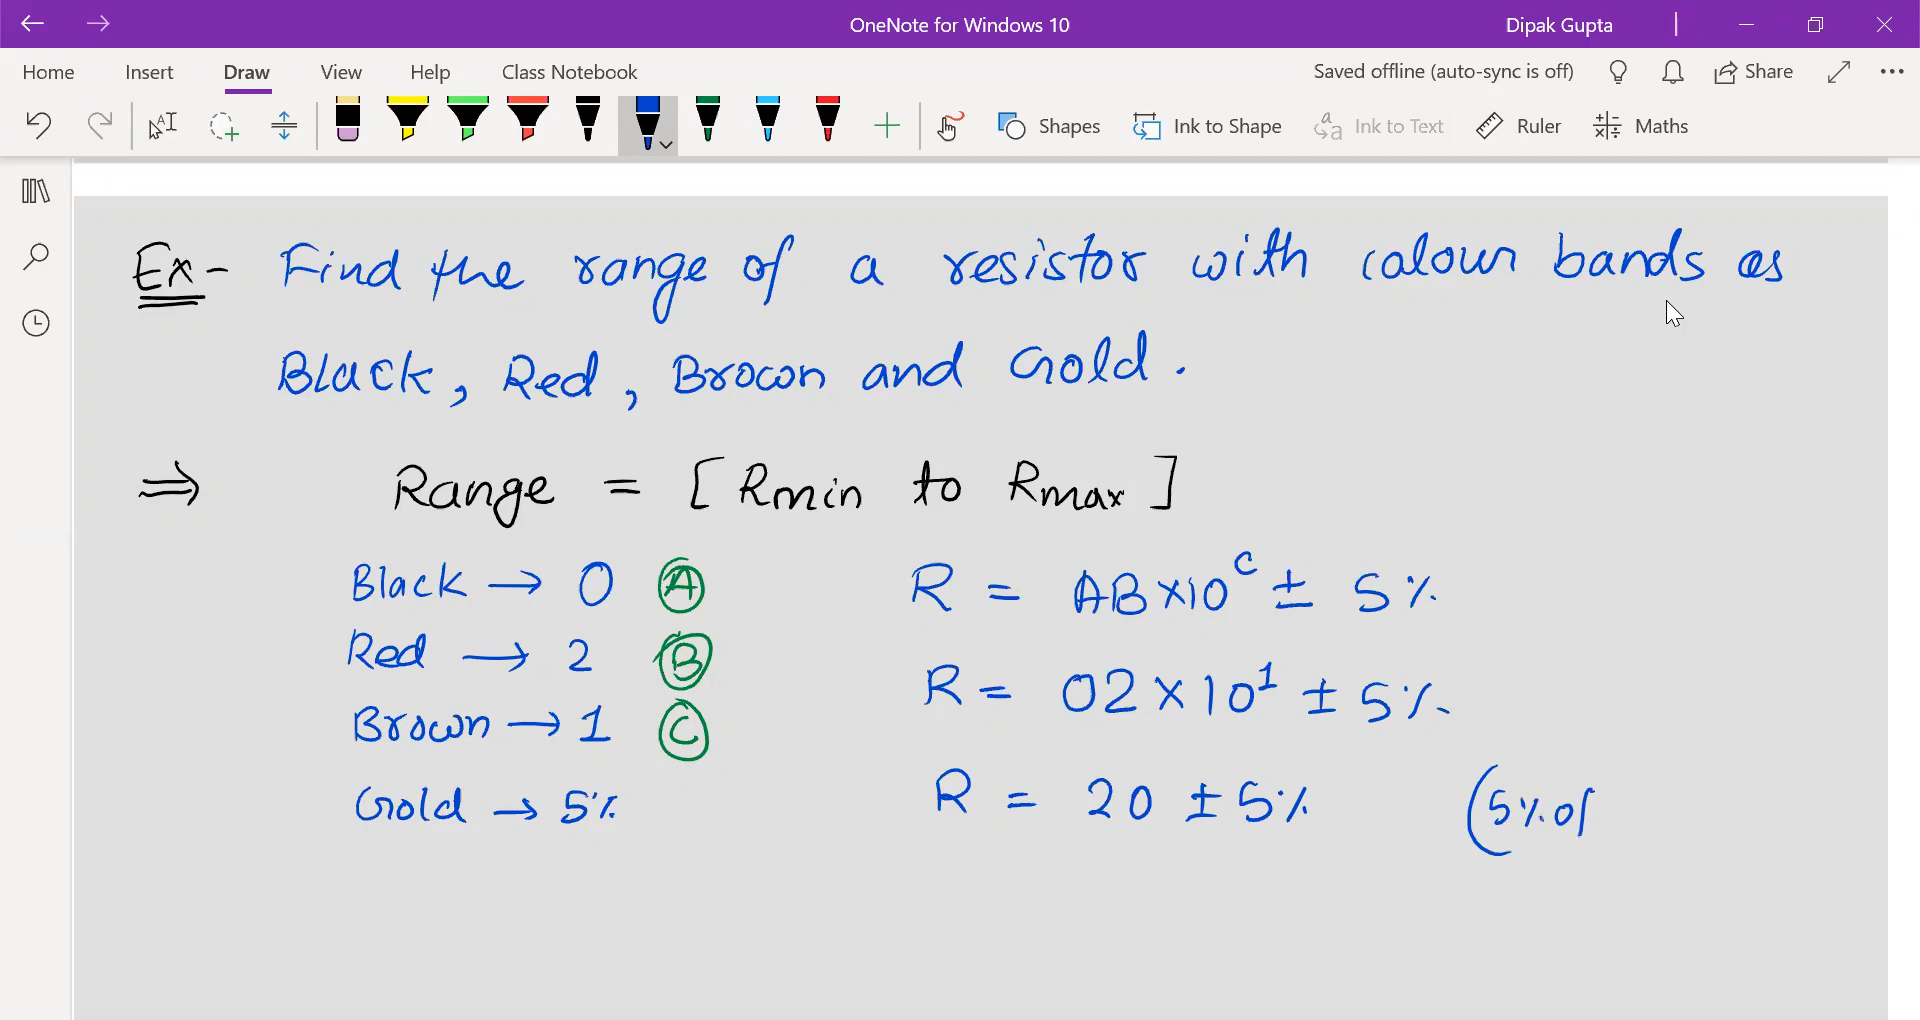 OneNote for Windows 10
Dipak Gupta
Home Insert Draw View Help Class Notebook
Saved offline (auto-sync is off) Share
Shapes Ink to Shape Ink to Text Ruler Maths
Ex - Find the range of a resistor with colour bands as
Black, Red, Brown and Gold.
⇒ Range = [Rmin to Rmax]
Black → 0 A
R = AB×10^C ± 5%
Red → 2 B
R = 02×10^1 ± 5%
Brown → 1 C
Gold → 5%
R = 20 ± 5% (5% of